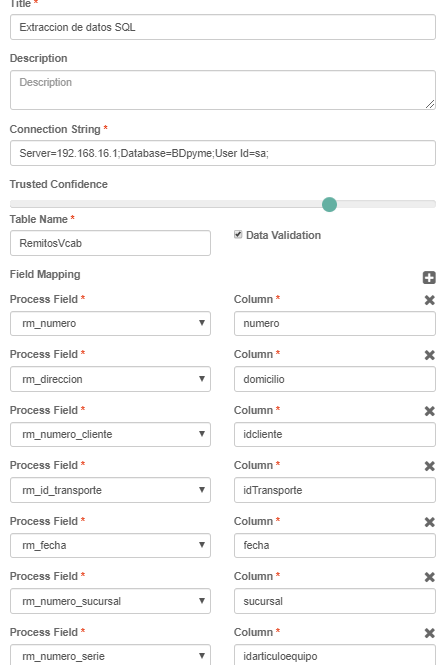 Title *
Extraccion de datos SQL
Description
Description
Connection String *
Server=192.168.16.1;Database=BDpyme;User Id=sa;
Trusted Confidence
Table Name *
RemitosVcab
Data Validation
Field Mapping
Process Field * Column *
rm_numero numero
Process Field * Column *
rm_direccion domicilio
Process Field * Column *
rm_numero_cliente idcliente
Process Field * Column *
rm_id_transporte idTransporte
Process Field * Column *
rm_fecha fecha
Process Field * Column *
rm_numero_sucursal sucursal
Process Field * Column *
rm_numero_serie idarticuloequipo